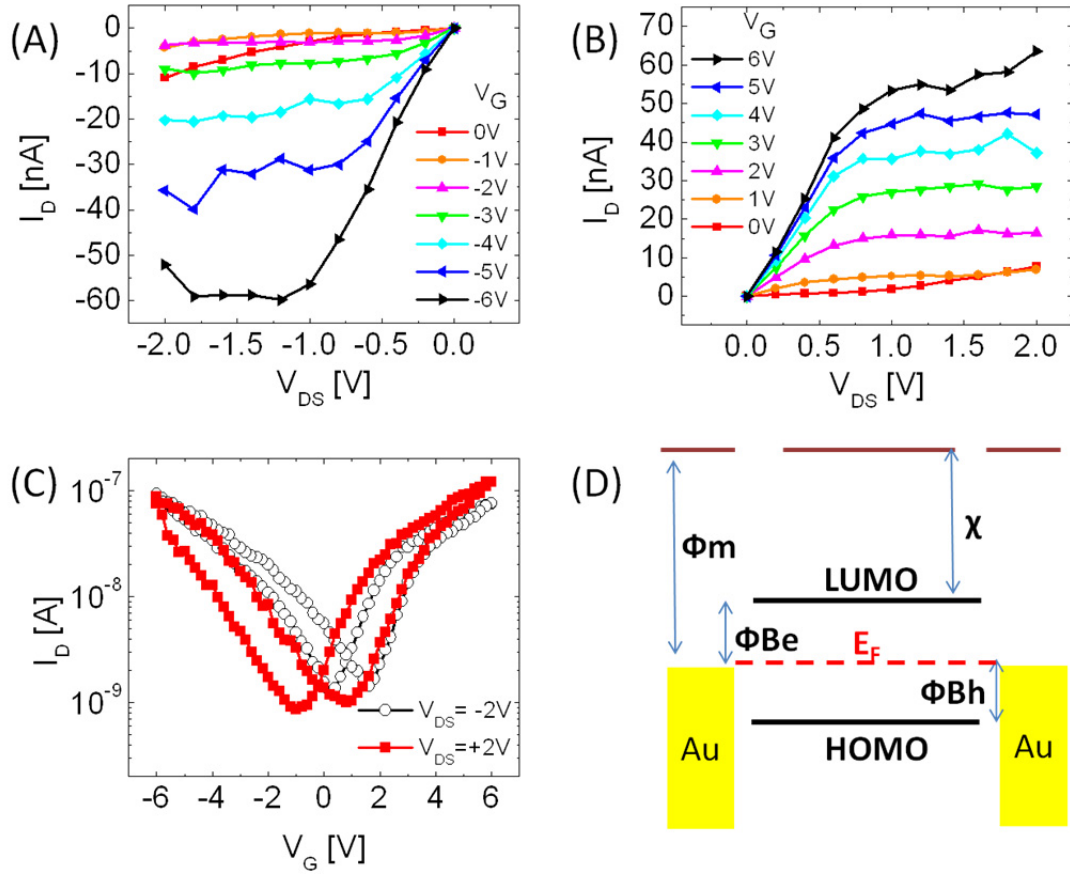 (A)
0
-10
-20
-30
-40
-50
-60
I_D [nA]
-2.0 -1.5 -1.0 -0.5 0.0
V_DS [V]
V_G
0V
-1V
-2V
-3V
-4V
-5V
-6V
(B)
70
60
50
40
30
20
10
0
I_D [nA]
0.0 0.5 1.0 1.5 2.0
V_DS [V]
V_G
6V
5V
4V
3V
2V
1V
0V
(C)
10^-7
10^-8
10^-9
I_D [A]
-6 -4 -2 0 2 4 6
V_G [V]
V_DS= -2V
V_DS=+2V
(D)
Φm
χ
LUMO
ΦBe
E_F
ΦBh
HOMO
Au
Au